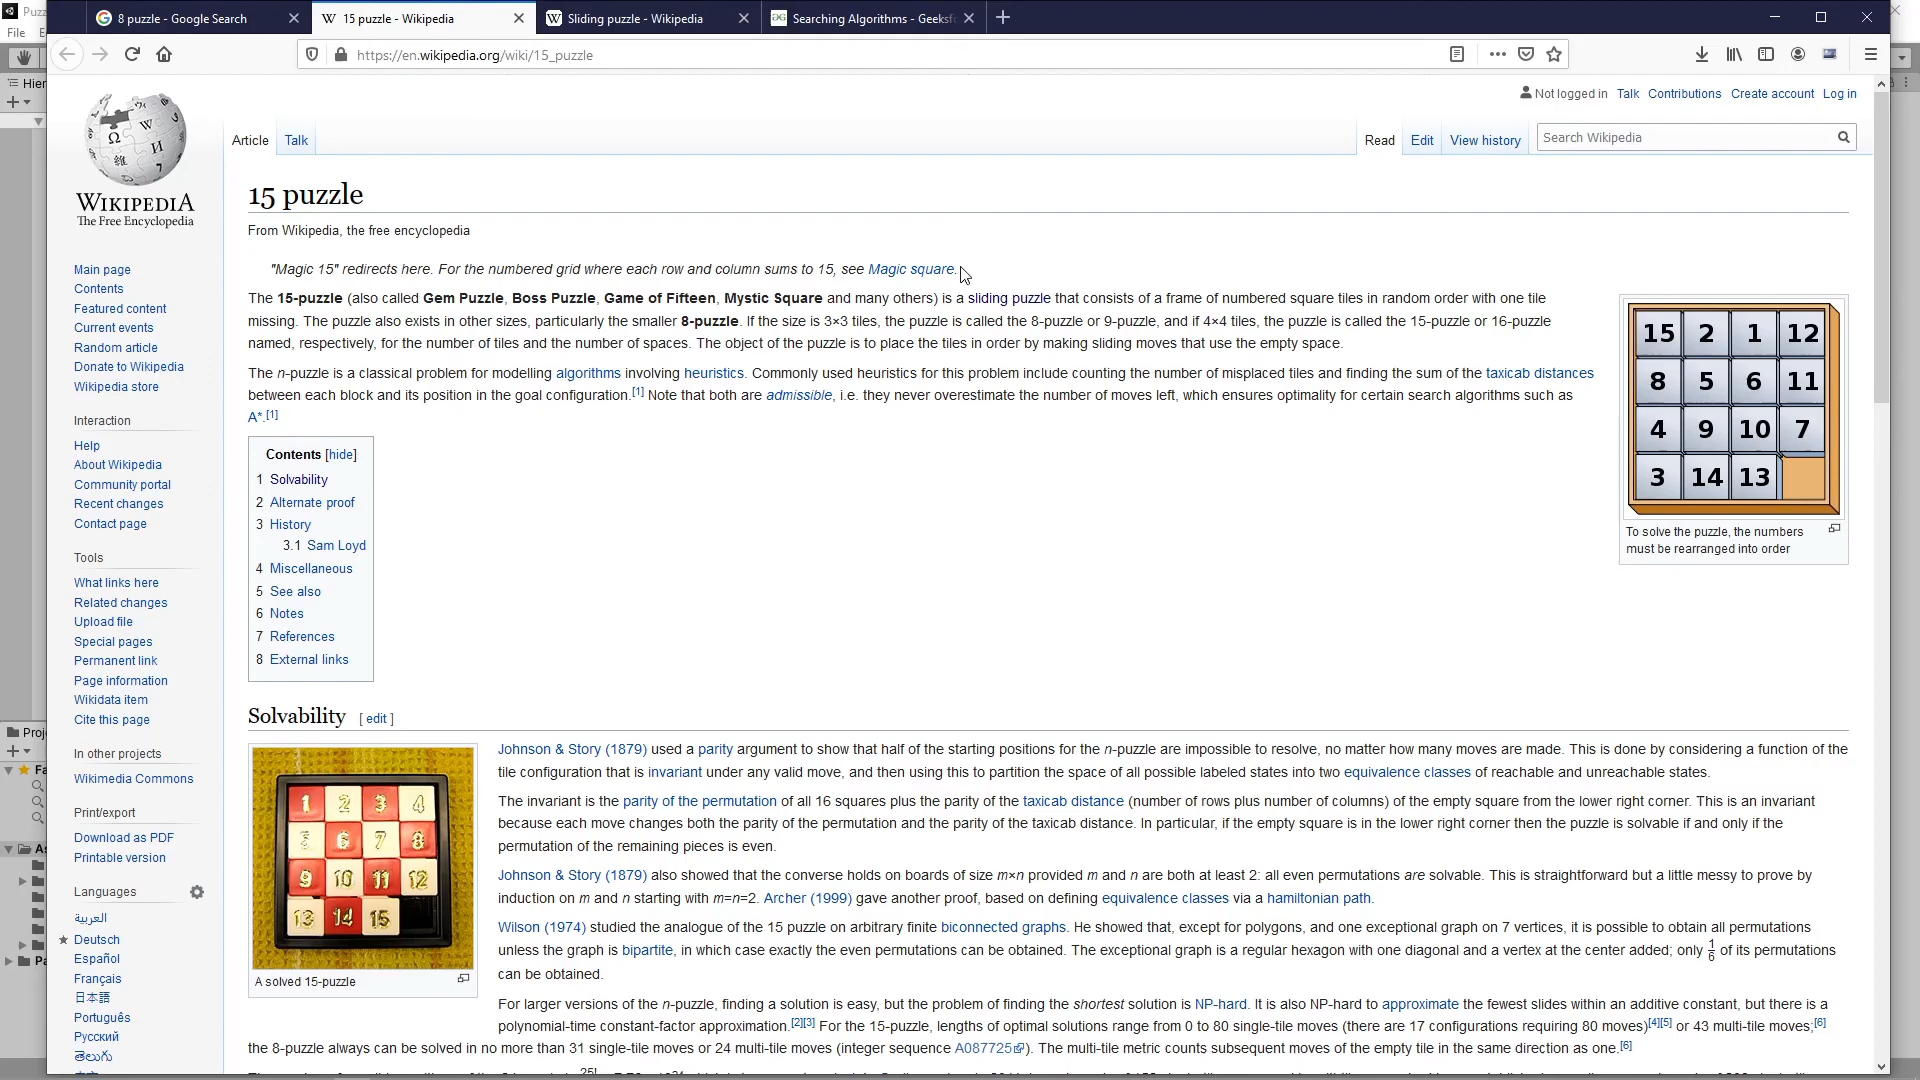 8 puzzle - Google Search
15 puzzle - Wikipedia
Sliding puzzle - Wikipedia
Searching Algorithms - Geeksf
https://en.wikipedia.org/wiki/15_puzzle
Puzz
File
Hier
Proj
Fa
As
Pa
Not logged in Talk Contributions Create account Log in
Article Talk
Read Edit View history Search Wikipedia
WIKIPEDIA
The Free Encyclopedia
Main page
Contents
Featured content
Current events
Random article
Donate to Wikipedia
Wikipedia store
Interaction
Help
About Wikipedia
Community portal
Recent changes
Contact page
Tools
What links here
Related changes
Upload file
Special pages
Permanent link
Page information
Wikidata item
Cite this page
In other projects
Wikimedia Commons
Print/export
Download as PDF
Printable version
Languages
العربية
Deutsch
Español
Français
日本語
Português
Русский
తెలుగు
15 puzzle
From Wikipedia, the free encyclopedia
"Magic 15" redirects here. For the numbered grid where each row and column sums to 15, see Magic square.
The 15-puzzle (also called Gem Puzzle, Boss Puzzle, Game of Fifteen, Mystic Square and many others) is a sliding puzzle that consists of a frame of numbered square tiles in random order with one tile
missing. The puzzle also exists in other sizes, particularly the smaller 8-puzzle. If the size is 3×3 tiles, the puzzle is called the 8-puzzle or 9-puzzle, and if 4×4 tiles, the puzzle is called the 15-puzzle or 16-puzzle
named, respectively, for the number of tiles and the number of spaces. The object of the puzzle is to place the tiles in order by making sliding moves that use the empty space.
The n-puzzle is a classical problem for modelling algorithms involving heuristics. Commonly used heuristics for this problem include counting the number of misplaced tiles and finding the sum of the taxicab distances
between each block and its position in the goal configuration.[1] Note that both are admissible, i.e. they never overestimate the number of moves left, which ensures optimality for certain search algorithms such as
A*.[1]
15 2 1 12
8 5 6 11
4 9 10 7
3 14 13
To solve the puzzle, the numbers
must be rearranged into order
Contents [hide]
1 Solvability
2 Alternate proof
3 History
3.1 Sam Loyd
4 Miscellaneous
5 See also
6 Notes
7 References
8 External links
Solvability [ edit ]
1 2 3 4
5 6 7 8
9 10 11 12
13 14 15
A solved 15-puzzle
Johnson & Story (1879) used a parity argument to show that half of the starting positions for the n-puzzle are impossible to resolve, no matter how many moves are made. This is done by considering a function of the
tile configuration that is invariant under any valid move, and then using this to partition the space of all possible labeled states into two equivalence classes of reachable and unreachable states.
The invariant is the parity of the permutation of all 16 squares plus the parity of the taxicab distance (number of rows plus number of columns) of the empty square from the lower right corner. This is an invariant
because each move changes both the parity of the permutation and the parity of the taxicab distance. In particular, if the empty square is in the lower right corner then the puzzle is solvable if and only if the
permutation of the remaining pieces is even.
Johnson & Story (1879) also showed that the converse holds on boards of size m×n provided m and n are both at least 2: all even permutations are solvable. This is straightforward but a little messy to prove by
induction on m and n starting with m=n=2. Archer (1999) gave another proof, based on defining equivalence classes via a hamiltonian path.
Wilson (1974) studied the analogue of the 15 puzzle on arbitrary finite biconnected graphs. He showed that, except for polygons, and one exceptional graph on 7 vertices, it is possible to obtain all permutations
unless the graph is bipartite, in which case exactly the even permutations can be obtained. The exceptional graph is a regular hexagon with one diagonal and a vertex at the center added; only 1/6 of its permutations
can be obtained.
For larger versions of the n-puzzle, finding a solution is easy, but the problem of finding the shortest solution is NP-hard. It is also NP-hard to approximate the fewest slides within an additive constant, but there is a
polynomial-time constant-factor approximation.[2][3] For the 15-puzzle, lengths of optimal solutions range from 0 to 80 single-tile moves (there are 17 configurations requiring 80 moves)[4][5] or 43 multi-tile moves;[6]
the 8-puzzle always can be solved in no more than 31 single-tile moves or 24 multi-tile moves (integer sequence A087725). The multi-tile metric counts subsequent moves of the empty tile in the same direction as one.[6]